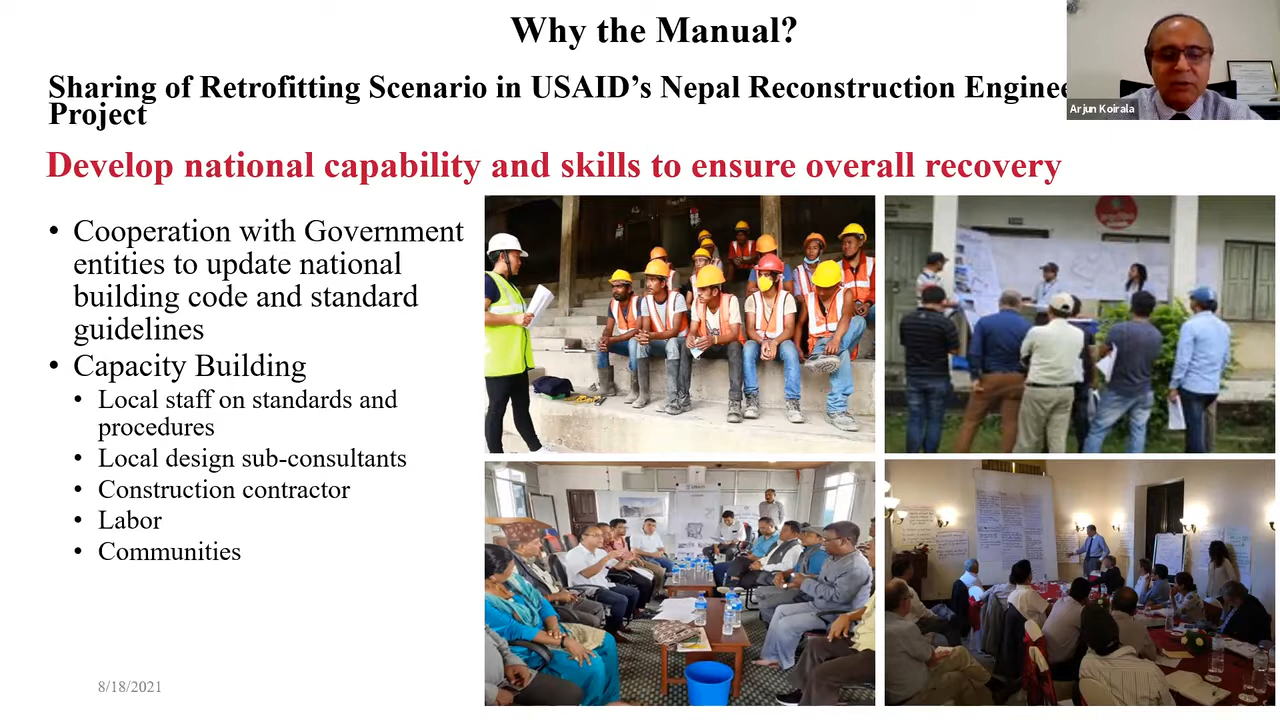 Why the Manual?
Arjun Koirala
Sharing of Retrofitting Scenario in USAID's Nepal Reconstruction Enginee
Project
Develop national capability and skills to ensure overall recovery
• Cooperation with Government
entities to update national
building code and standard
guidelines
• Capacity Building
• Local staff on standards and
procedures
• Local design sub-consultants
• Construction contractor
• Labor
• Communities
8/18/2021